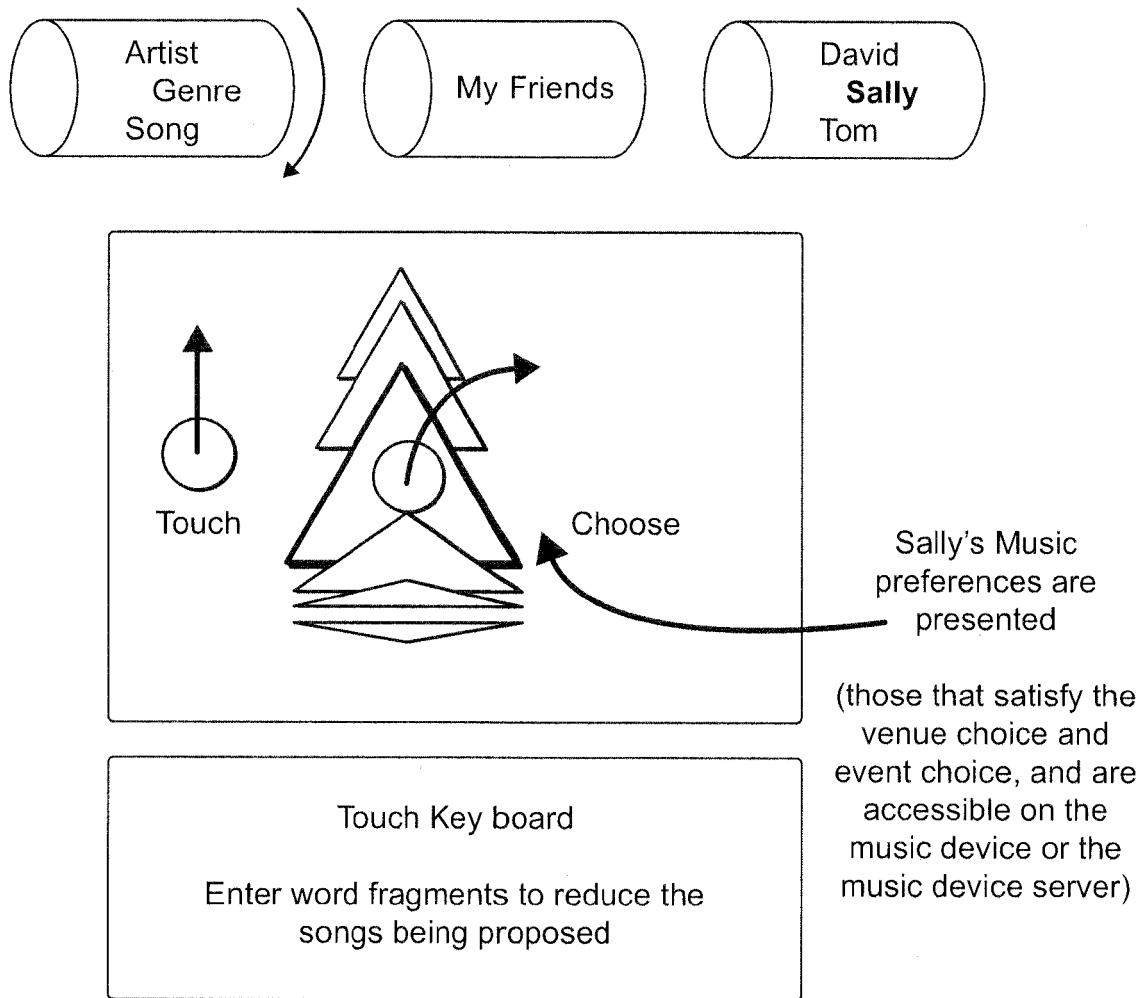 Artist
Genre
Song
My Friends
David
Sally
Tom
Touch
Choose
Sally's Music
preferences are
presented
(those that satisfy the
venue choice and
event choice, and are
accessible on the
music device or the
music device server)
Touch Key board
Enter word fragments to reduce the
songs being proposed